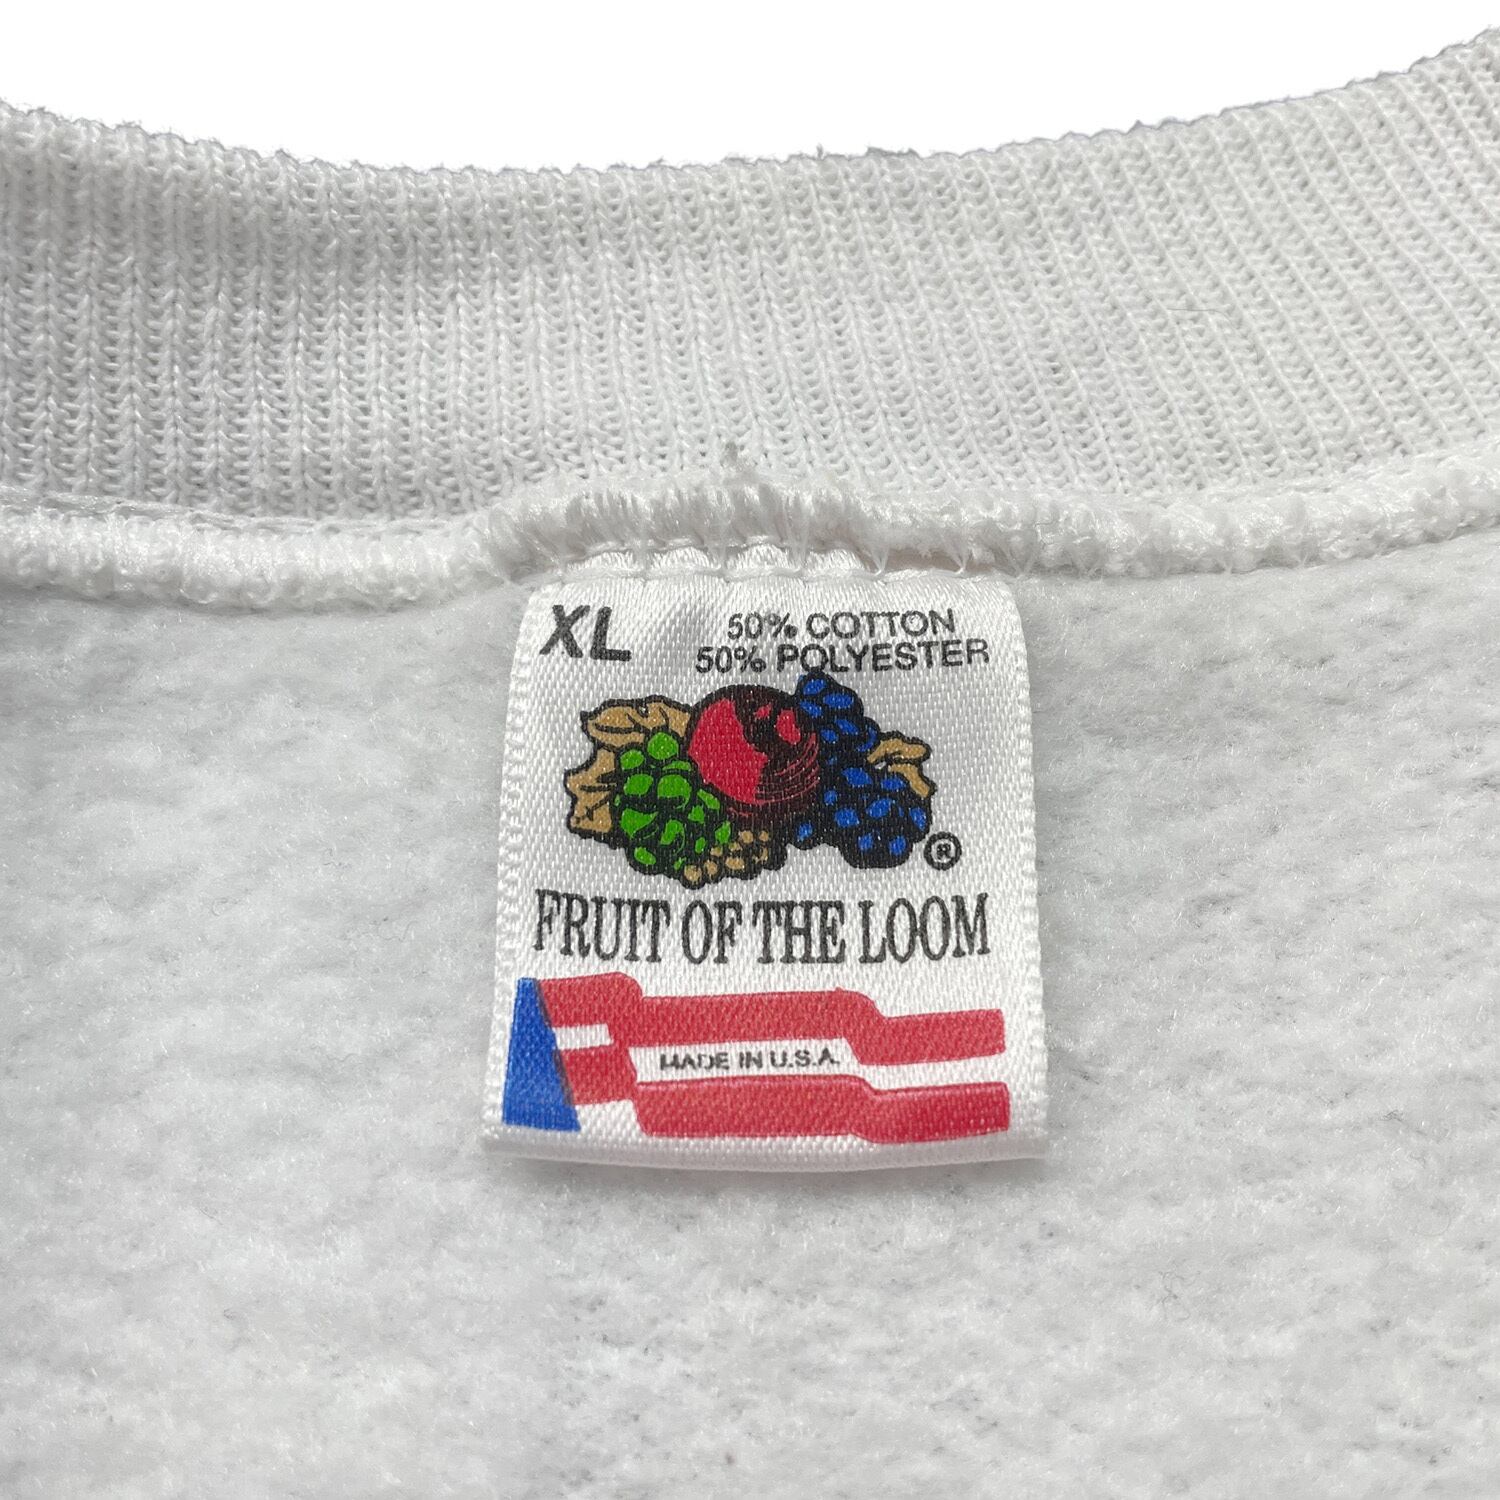 XL
50% COTTON
50% POLYESTER
®
FRUIT OF THE LOOM
MADE IN U.S.A.